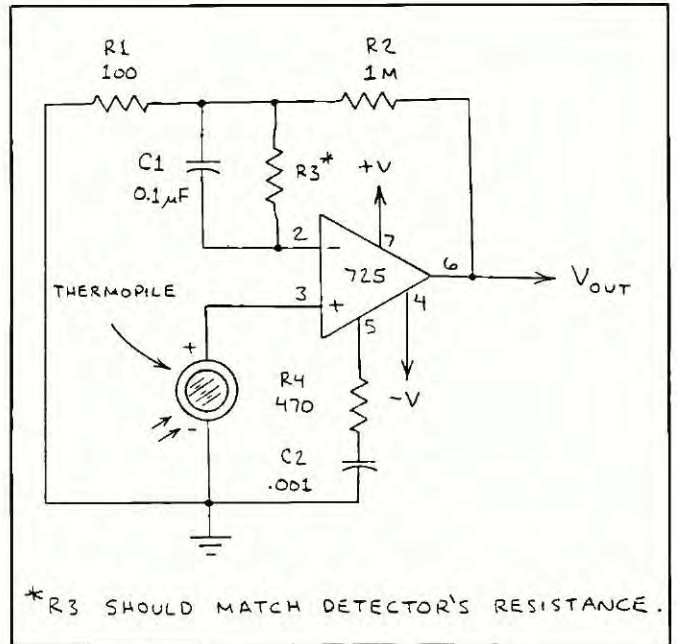 R1
100
R2
1M
C1
0.1μF
R3*
+V
2
-
7
725
6
VOUT
THERMOPILE
3
+
4
5
+
R4
470
-V
-
C2
.001
*R3 SHOULD MATCH DETECTOR'S RESISTANCE.